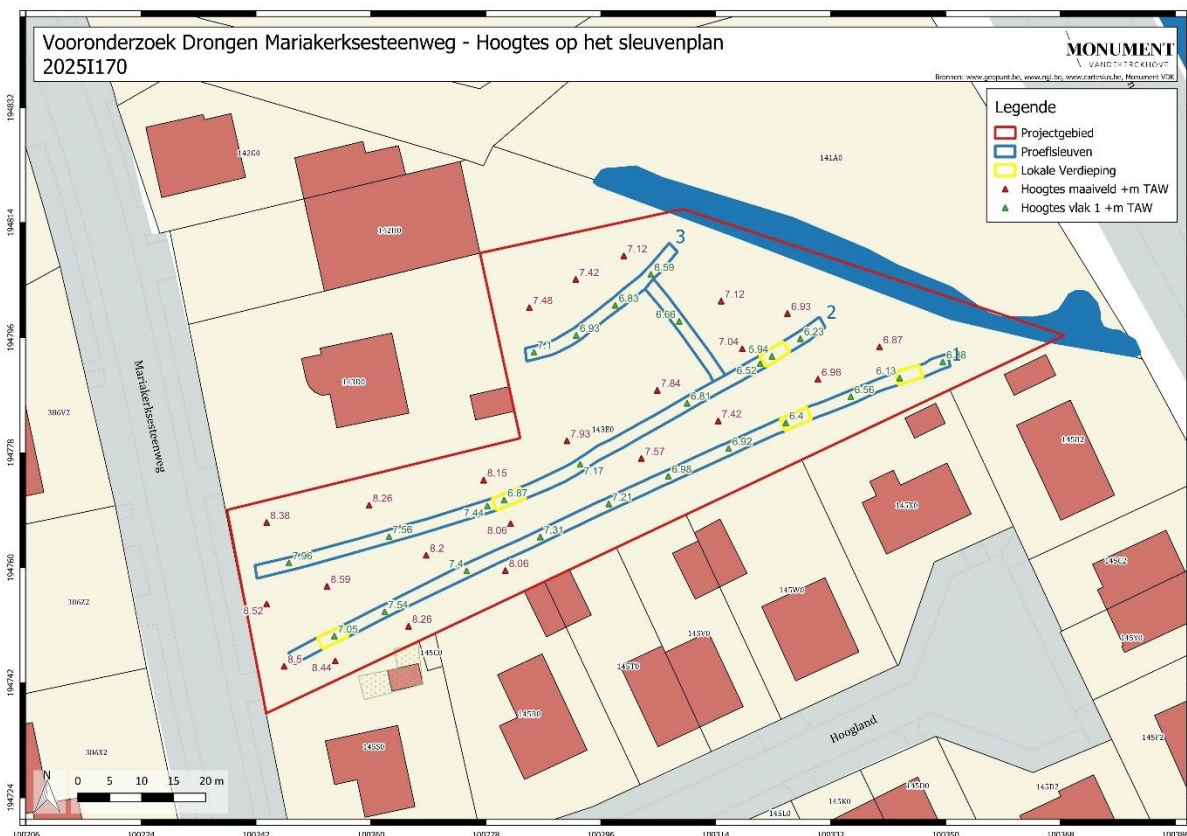 Vooronderzoek Drongen Mariakerksesteenweg - Hoogtes op het sleuvenplan
2025I170
MONUMENT
VANDEKERCKHOVE
Bronnen: www.geopunt.be, www.ngi.be, www.cartesius.be, Monument VDK
Legende
Projectgebied
Proefsleuven
Lokale Verdieping
Hoogtes maaiveld +m TAW
Hoogtes vlak 1 +m TAW
194832
194814
194796
194778
194760
194742
194724
142G0
141A0
142H0
143D0
143E0
386V2
386Z2
386X2
Mariakerksesteenweg
3
7.12
7.42
6.59
7.48
6.83
7.12
6.66
6.93
6.93
2
7.1
7.04
5.94
6.23
6.87
1
6.52
6.13
6.98
6.56
7.84
6.81
7.42
6.4
7.93
6.92
7.57
7.17
6.98
8.15
6.87
7.44
7.21
8.26
8.38
8.06
7.56
7.31
8.2
7.96
7.4
8.06
8.59
8.52
7.54
8.26
7.05
8.5
8.44
145C0
145S0
145B0
145T0
145V0
145W0
145X0
145H2
145C2
145Y0
145F2
145D2
145D0
145K0
145L0
Hoogland
N
0 5 10 15 20 m
100206 100224 100242 100260 100278 100296 100314 100332 100350 100368